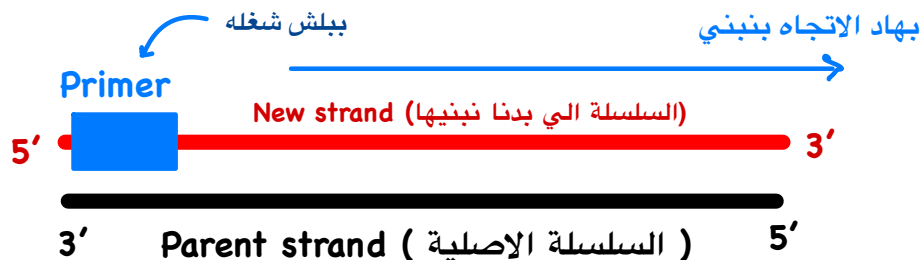 ببلش شغله
بهاد الاتجاه بنبني
Primer
New strand (السلسلة الي بدنا نبنيها)
5′
3′
3′
Parent strand ( السلسلة الاصلية )
5′